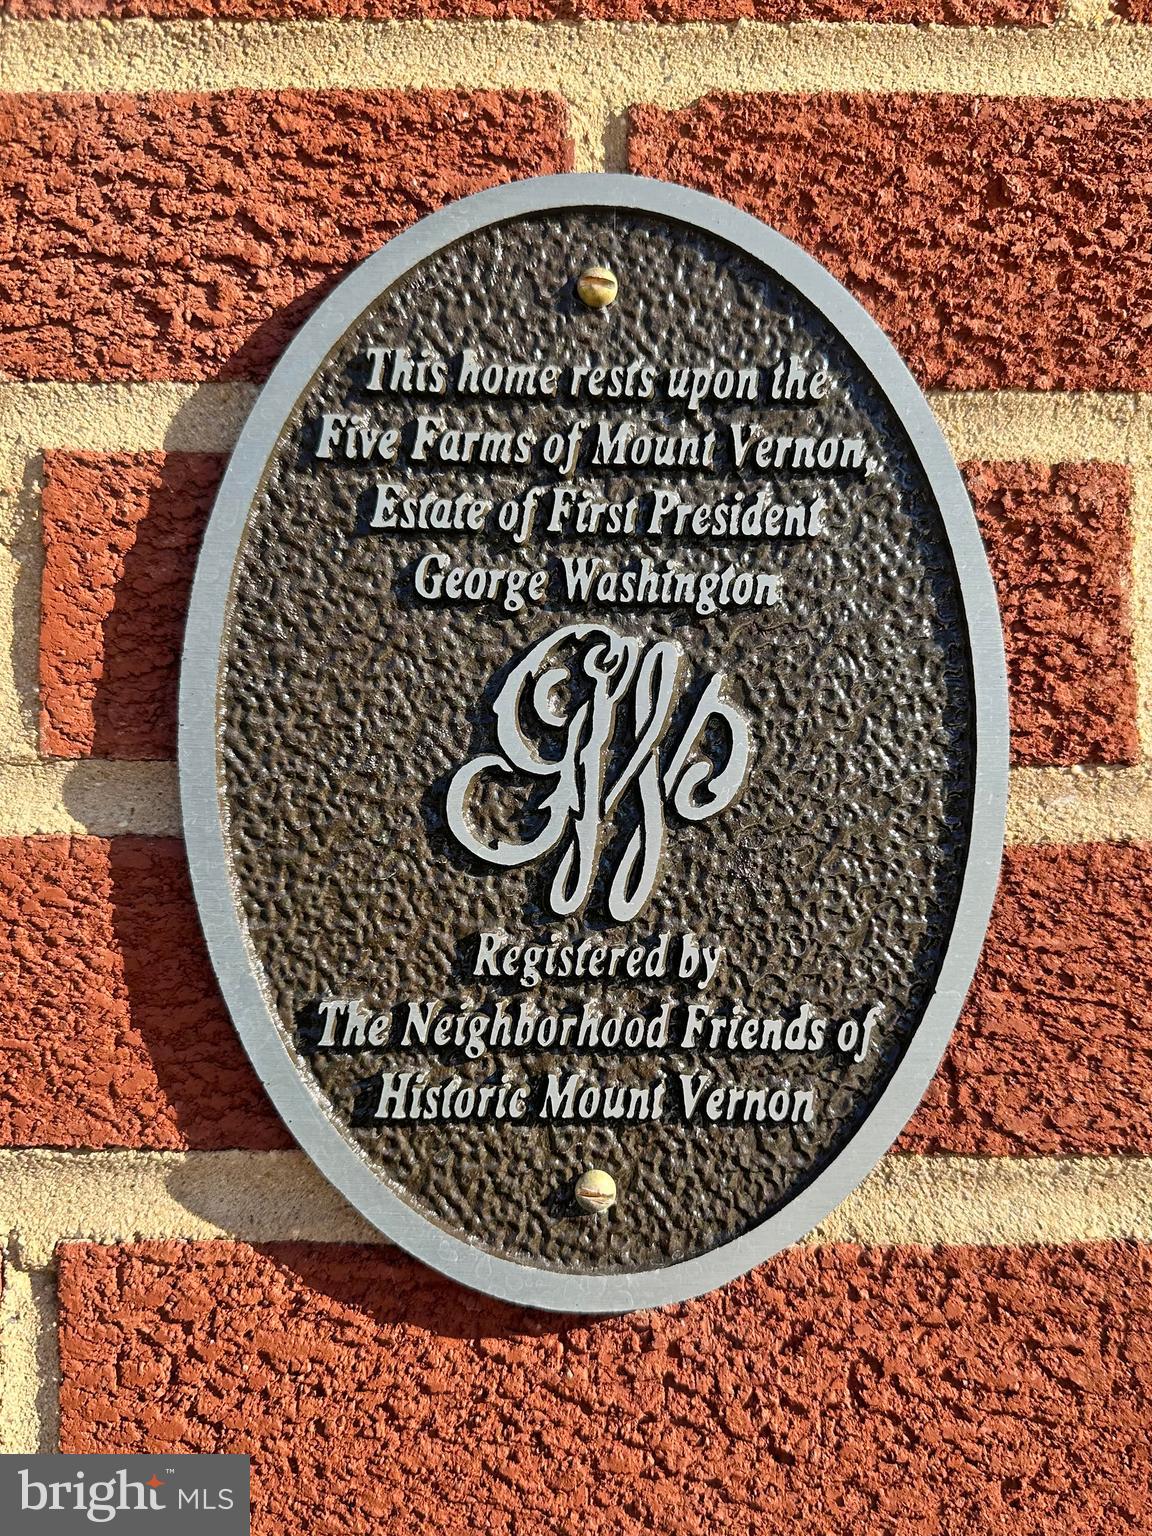 This home rests upon the
Five Farms of Mount Vernon,
Estate of First President
George Washington
GW
Registered by
The Neighborhood Friends of
Historic Mount Vernon
bright™ MLS